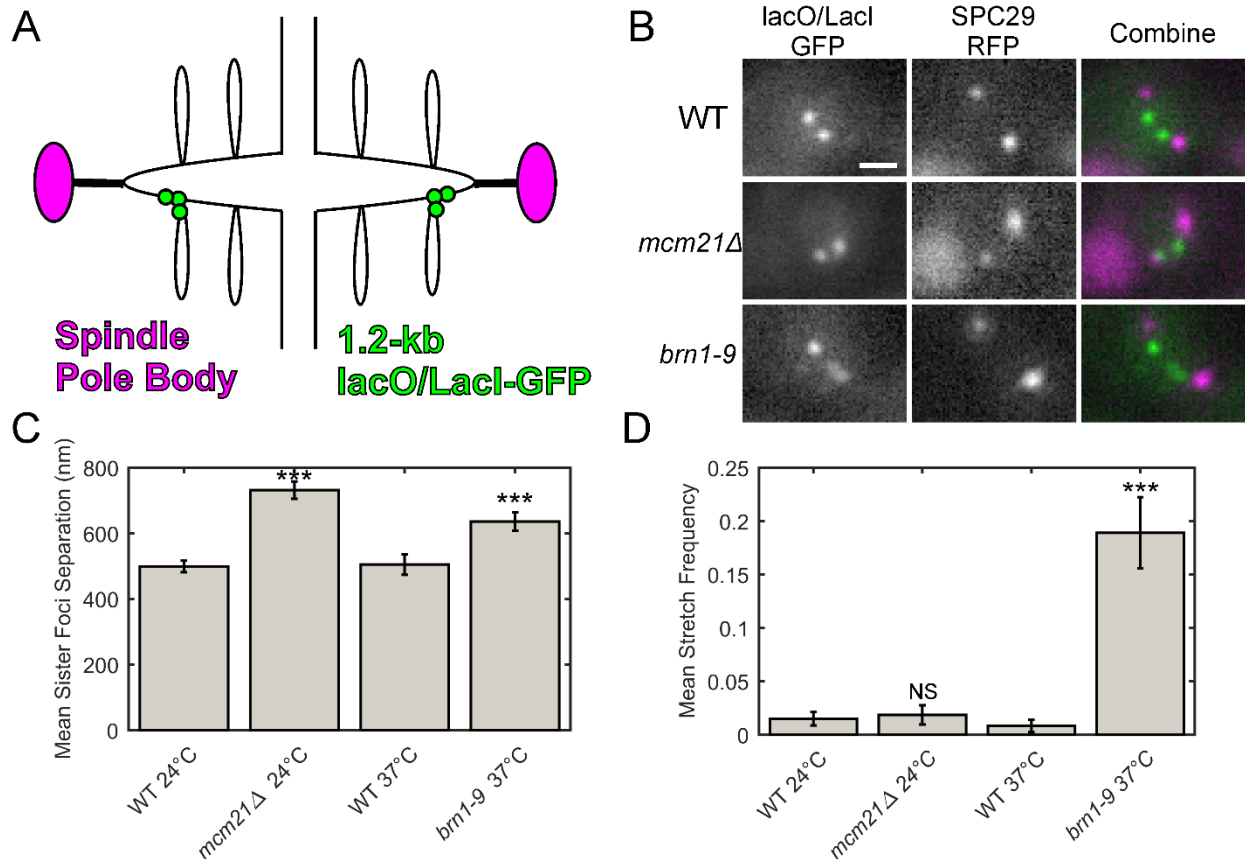 A
Spindle
Pole Body
1.2-kb
lacO/LacI-GFP
B
lacO/LacI
GFP
SPC29
RFP
Combine
WT
mcm21Δ
brn1-9
C
Mean Sister Foci Separation (nm)
800
600
400
200
0
***
***
WT 24°C
mcm21Δ 24°C
WT 37°C
brn1-9 37°C
D
Mean Stretch Frequency
0.25
0.2
0.15
0.1
0.05
0
NS
***
WT 24°C
mcm21Δ 24°C
WT 37°C
brn1-9 37°C